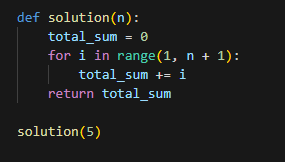 def solution(n):
    total_sum = 0
    for i in range(1, n + 1):
        total_sum += i
    return total_sum

solution(5)